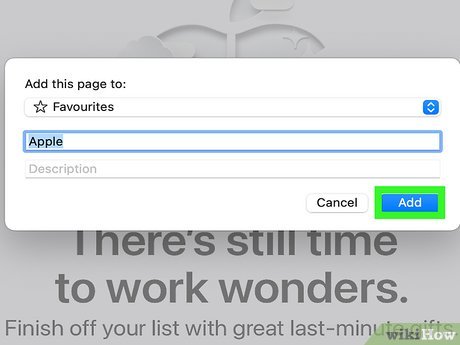 Add this page to:
Favourites
Apple
Description
Cancel
Add
There's still time
to work wonders.
Finish off your list with great last-minute gifts
wikiHow